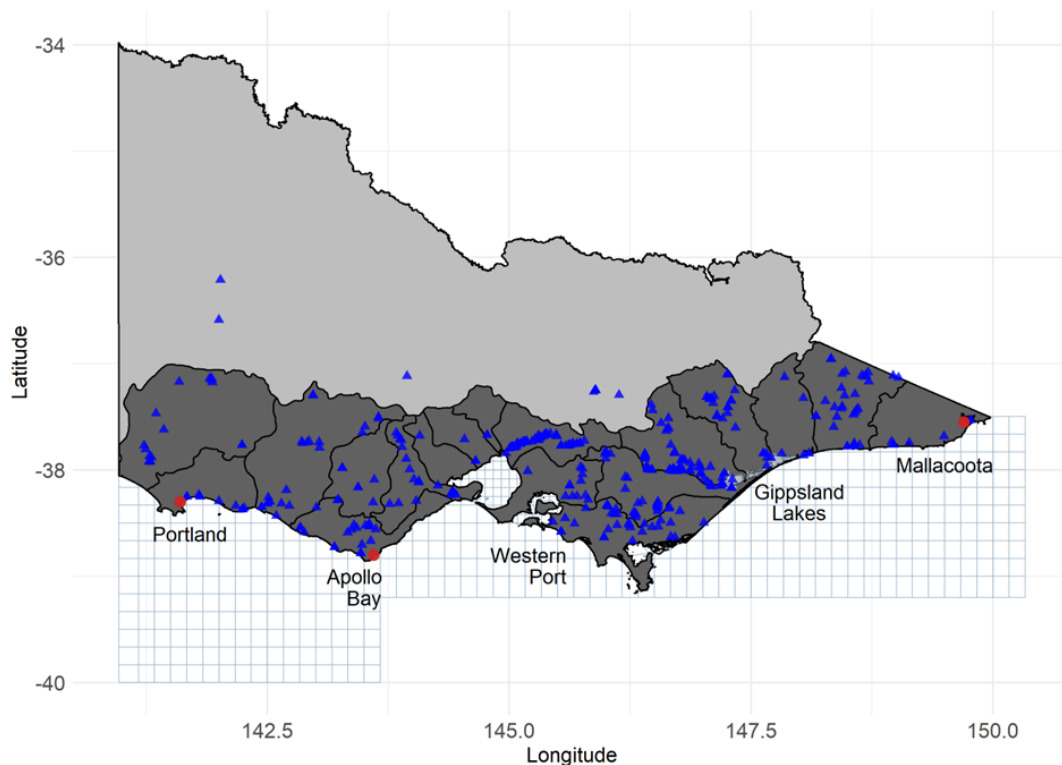 -34
-36
-38
-40
Latitude
Portland
Apollo
Bay
Western
Port
Gippsland
Lakes
Mallacoota
142.5
145.0
147.5
150.0
Longitude